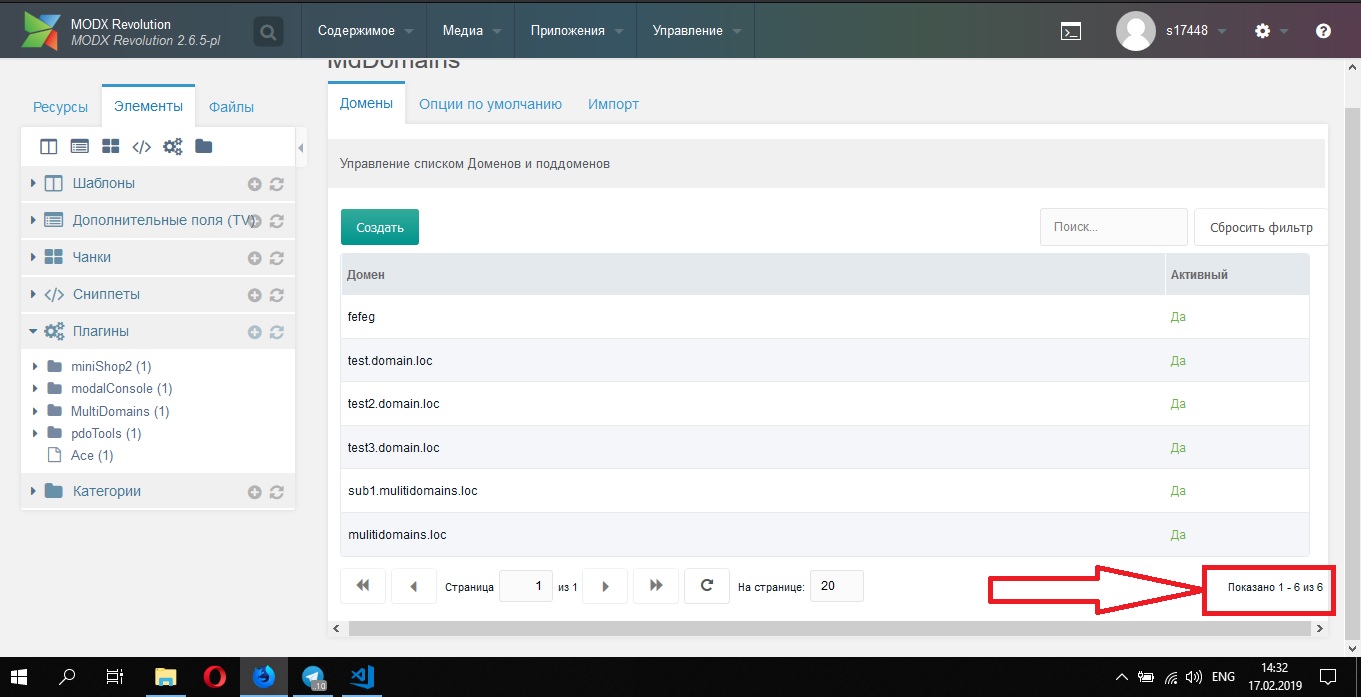 MODX Revolution
MODX Revolution 2.6.5-pl
Содержимое
Медиа
Приложения
Управление
s17448
Ресурсы
Элементы
Файлы
Шаблоны
Дополнительные поля (TV)
Чанки
Сниппеты
Плагины
miniShop2 (1)
modalConsole (1)
MultiDomains (1)
pdoTools (1)
Ace (1)
Категории
MdDomains
Домены
Опции по умолчанию
Импорт
Управление списком Доменов и поддоменов
Создать
Поиск...
Сбросить фильтр
Домен
Активный
fefeg
Да
test.domain.loc
Да
test2.domain.loc
Да
test3.domain.loc
Да
sub1.mulitidomains.loc
Да
mulitidomains.loc
Да
Страница 1 из 1
На странице: 20
Показано 1 - 6 из 6
10
ENG
14:32
17.02.2019